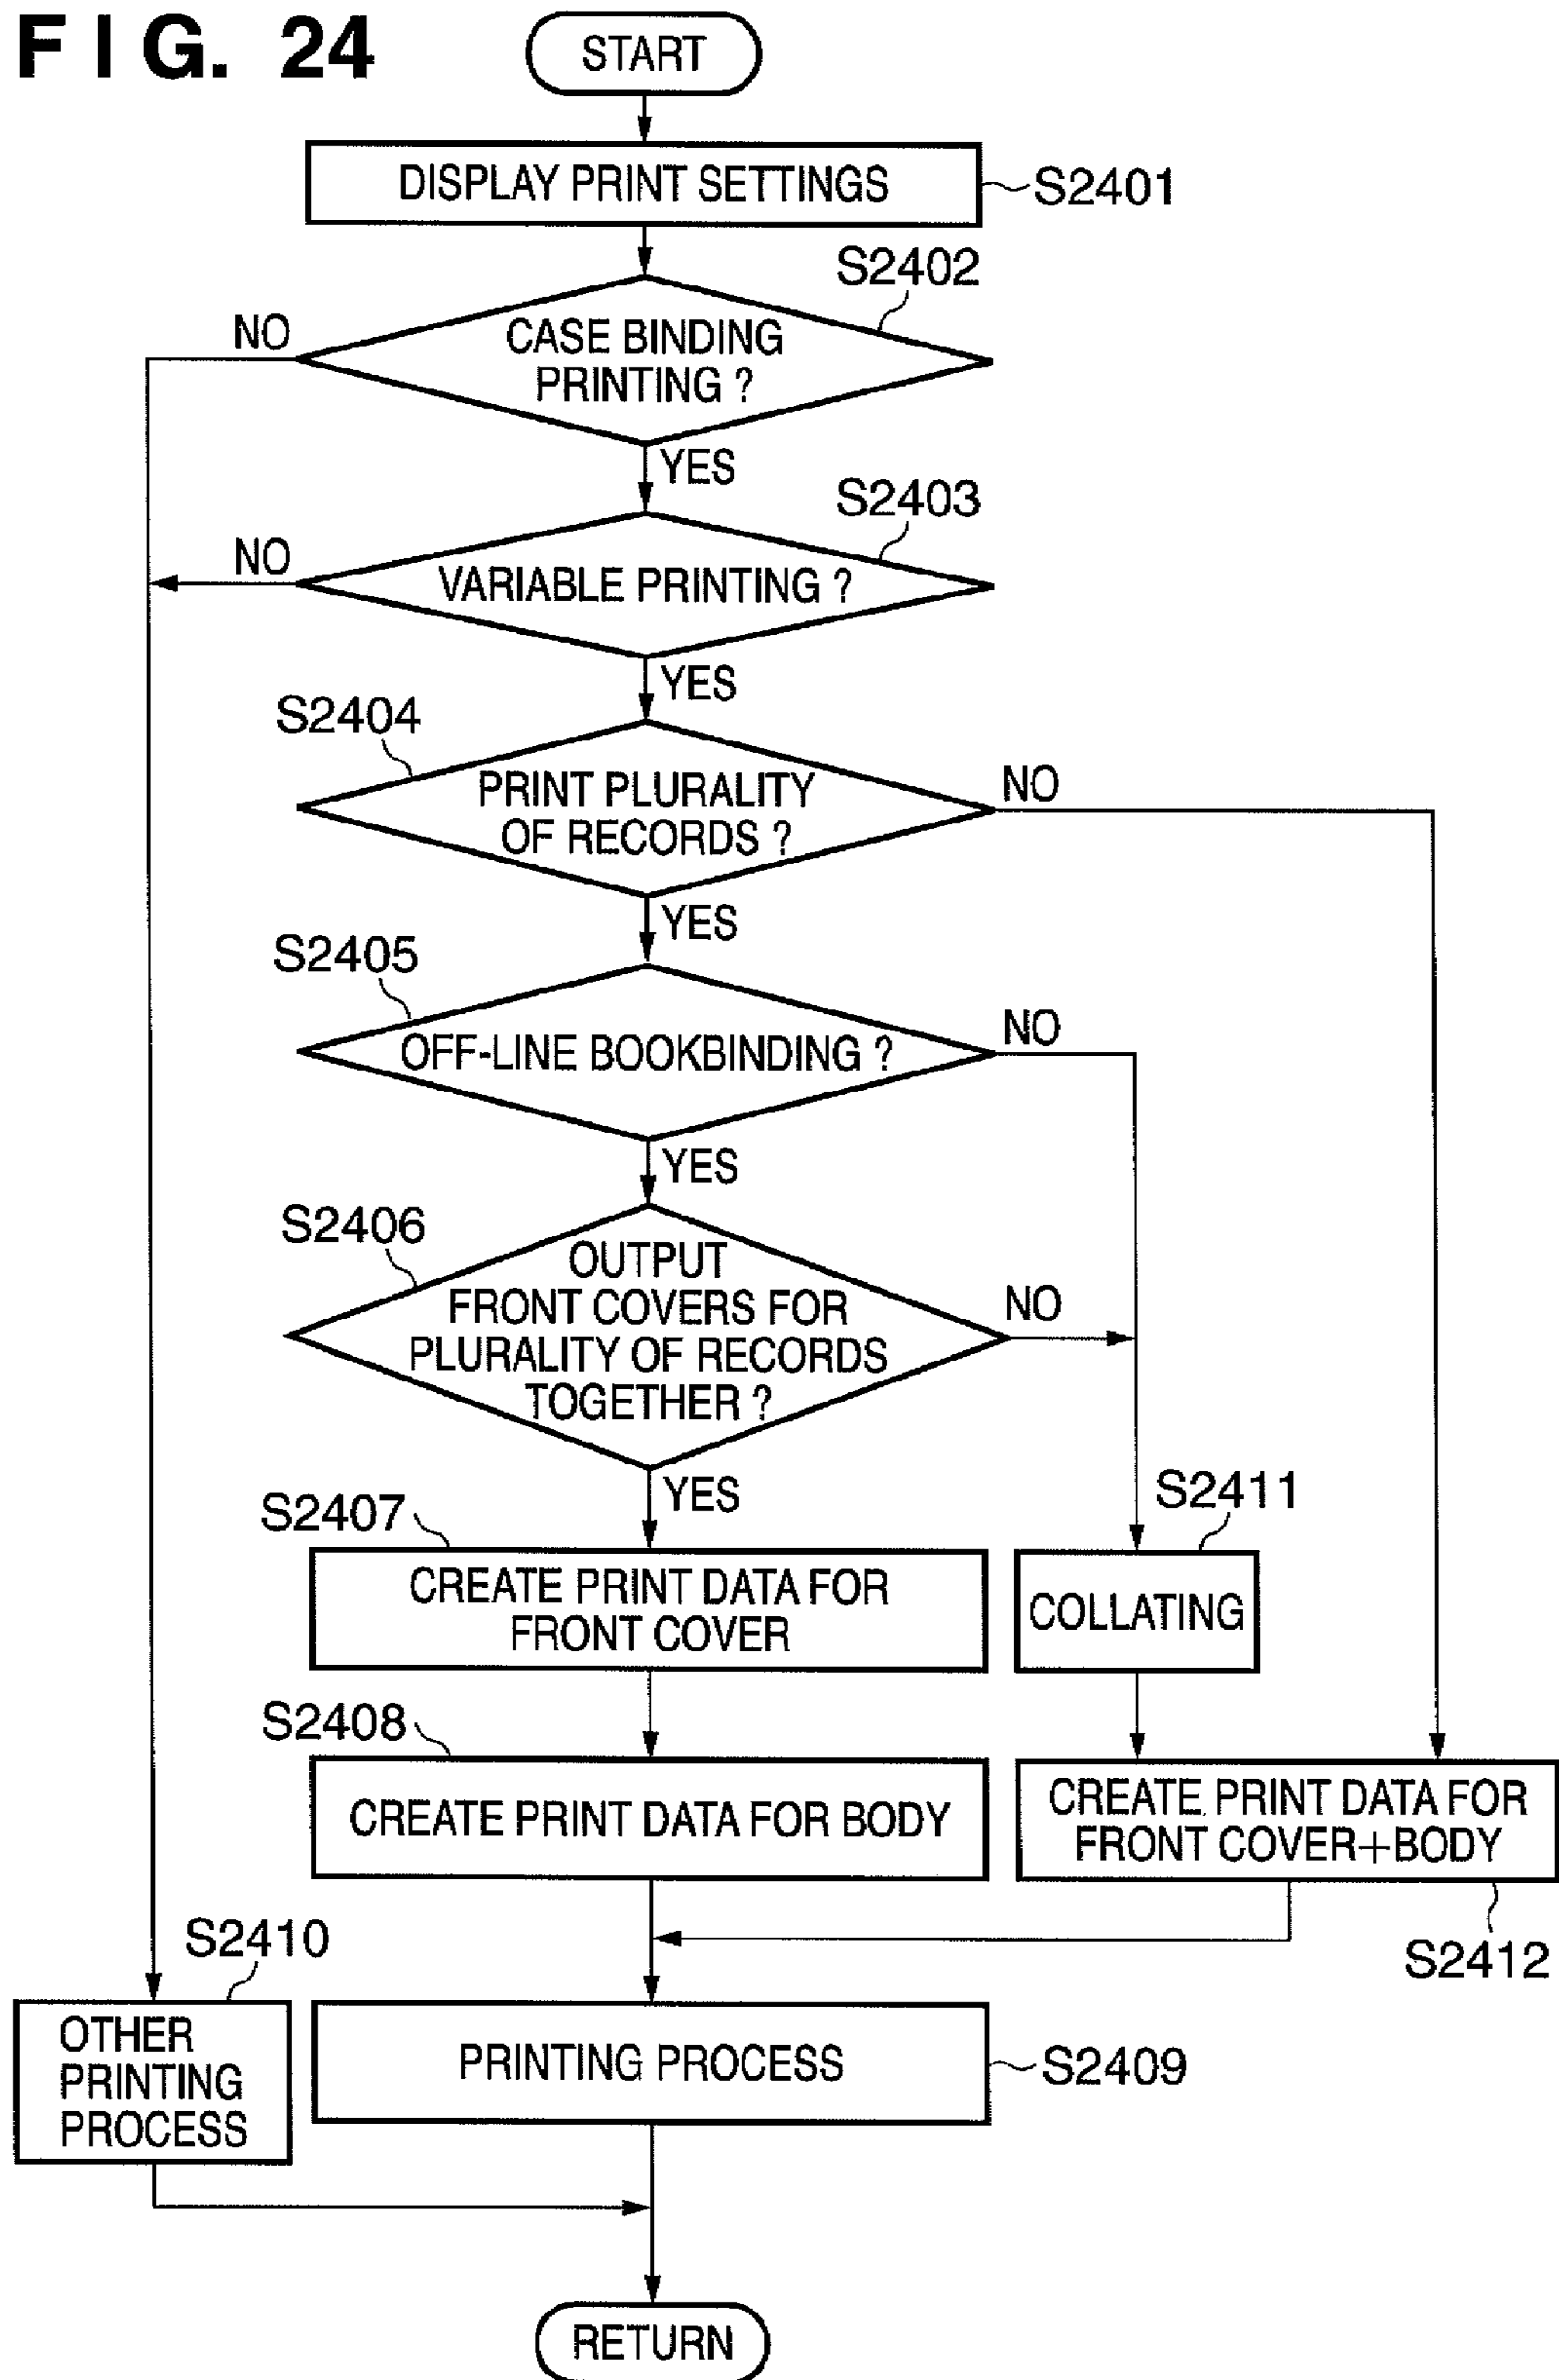 FIG. 24
START
DISPLAY PRINT SETTINGS
S2401
S2402
NO
CASE BINDING
PRINTING ?
YES
S2403
NO
VARIABLE PRINTING ?
YES
S2404
PRINT PLURALITY
OF RECORDS ?
NO
YES
S2405
OFF-LINE BOOKBINDING ?
NO
YES
S2406
OUTPUT
FRONT COVERS FOR
PLURALITY OF RECORDS
TOGETHER ?
NO
YES
S2407
CREATE PRINT DATA FOR
FRONT COVER
S2411
COLLATING
S2408
CREATE PRINT DATA FOR BODY
CREATE PRINT DATA FOR
FRONT COVER+BODY
S2412
S2410
OTHER
PRINTING
PROCESS
PRINTING PROCESS
S2409
RETURN